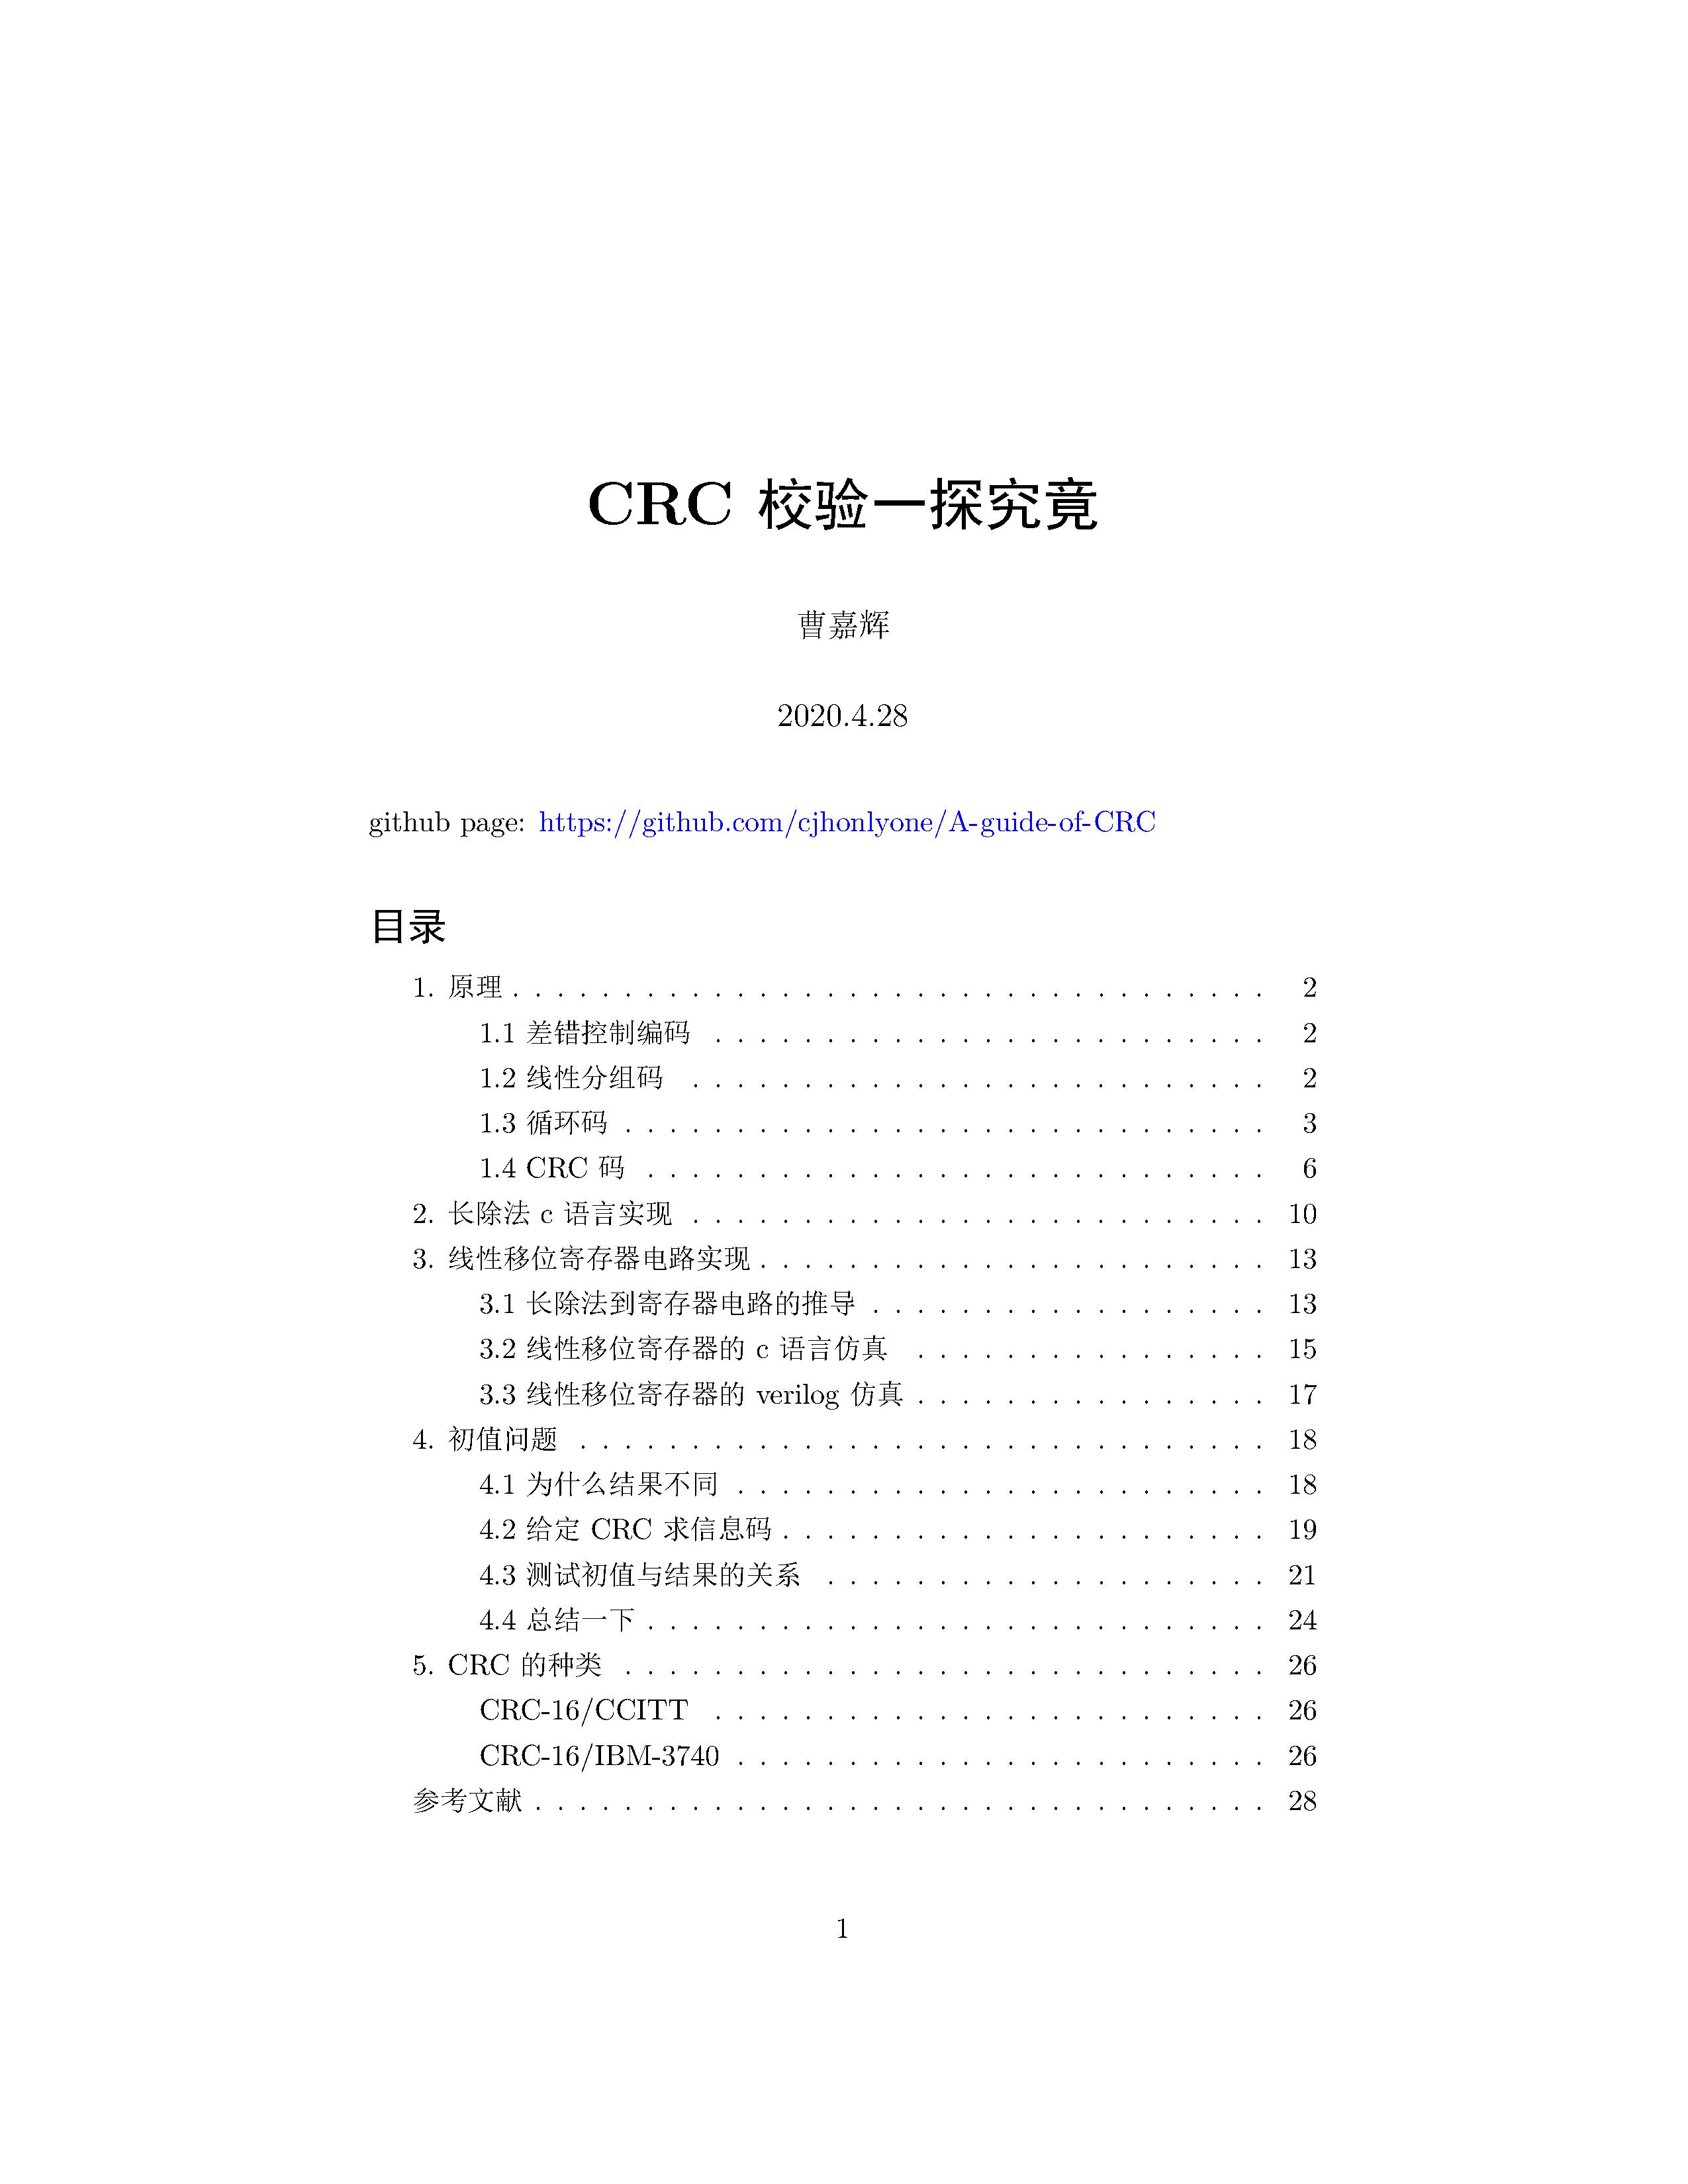 CRC 校验一探究竟
曹嘉辉
2020.4.28
github page: https://github.com/cjhonlyone/A-guide-of-CRC
目录
1. 原理 . . . . . . . . . . . . . . . . . . . . . . . . . . . . . . . . . . 2
1.1 差错控制编码 . . . . . . . . . . . . . . . . . . . . . . . . . 2
1.2 线性分组码 . . . . . . . . . . . . . . . . . . . . . . . . . . 2
1.3 循环码 . . . . . . . . . . . . . . . . . . . . . . . . . . . . . 3
1.4 CRC 码 . . . . . . . . . . . . . . . . . . . . . . . . . . . . 6
2. 长除法 c 语言实现 . . . . . . . . . . . . . . . . . . . . . . . . . . 10
3. 线性移位寄存器电路实现 . . . . . . . . . . . . . . . . . . . . . . . 13
3.1 长除法到寄存器电路的推导 . . . . . . . . . . . . . . . . . . 13
3.2 线性移位寄存器的 c 语言仿真 . . . . . . . . . . . . . . . . 15
3.3 线性移位寄存器的 verilog 仿真 . . . . . . . . . . . . . . . . 17
4. 初值问题 . . . . . . . . . . . . . . . . . . . . . . . . . . . . . . . 18
4.1 为什么结果不同 . . . . . . . . . . . . . . . . . . . . . . . . 18
4.2 给定 CRC 求信息码 . . . . . . . . . . . . . . . . . . . . . . 19
4.3 测试初值与结果的关系 . . . . . . . . . . . . . . . . . . . . 21
4.4 总结一下 . . . . . . . . . . . . . . . . . . . . . . . . . . . . 24
5. CRC 的种类 . . . . . . . . . . . . . . . . . . . . . . . . . . . . . 26
CRC-16/CCITT . . . . . . . . . . . . . . . . . . . . . . . . . 26
CRC-16/IBM-3740 . . . . . . . . . . . . . . . . . . . . . . . . 26
参考文献 . . . . . . . . . . . . . . . . . . . . . . . . . . . . . . . . . 28
1